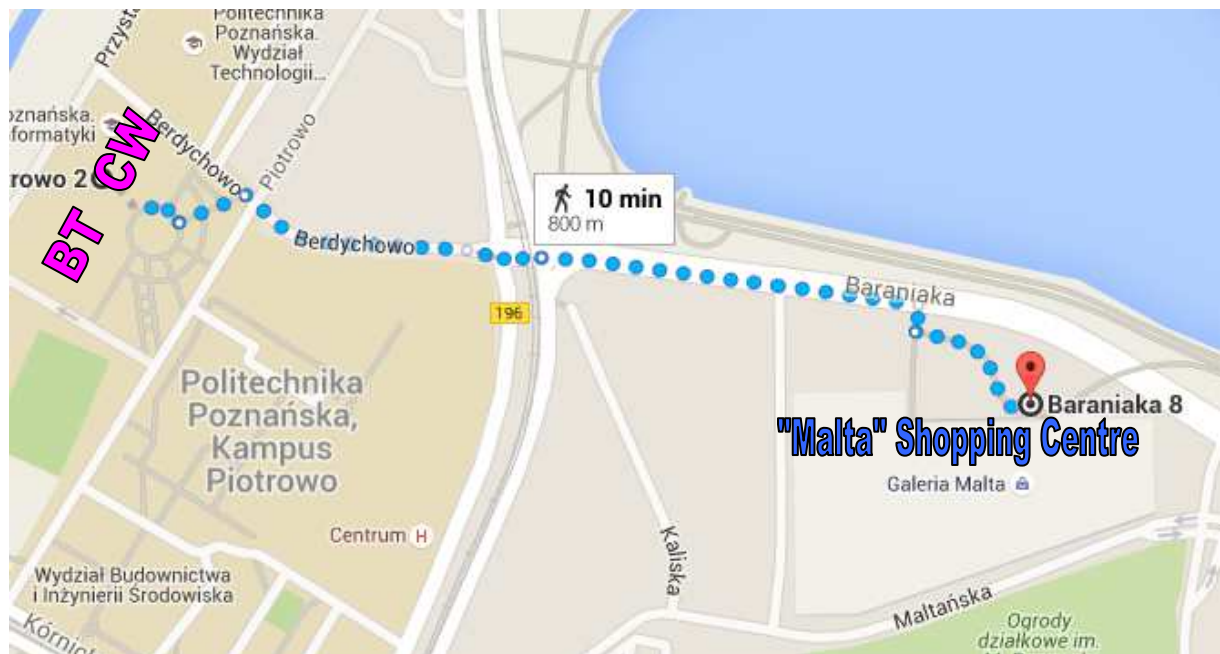 Politechnika
Poznańska.
Wydział
Technologii...
Przysta
oznańska.
formatyki
Berdychowo
Piotrowo
CW
BT
rowo 2
10 min
800 m
Berdychowo
Baraniaka
196
Baraniaka 8
"Malta" Shopping Centre
Galeria Malta
Politechnika
Poznańska,
Kampus
Piotrowo
Centrum H
Kaliska
Wydział Budownictwa
i Inżynierii Środowiska
Maltańska
Kórnic
Ogrody
działkowe im.